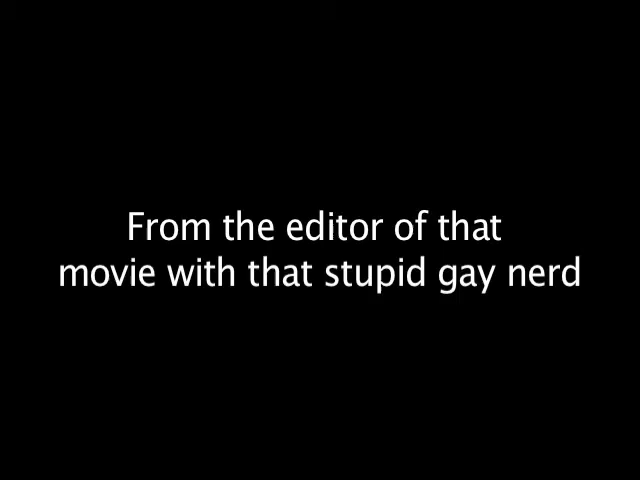 From the editor of that
movie with that stupid gay nerd